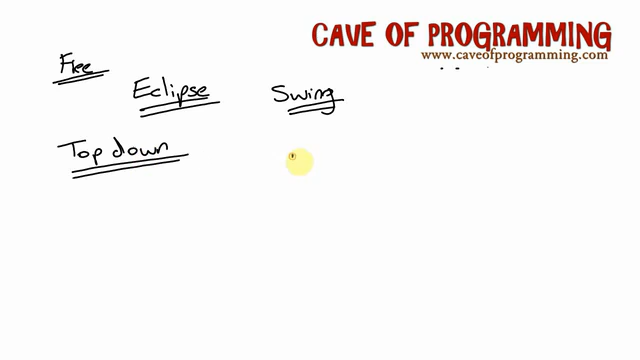 CAVE OF PROGRAMMING
www.caveofprogramming.com
Free
Eclipse
Swing
Top down